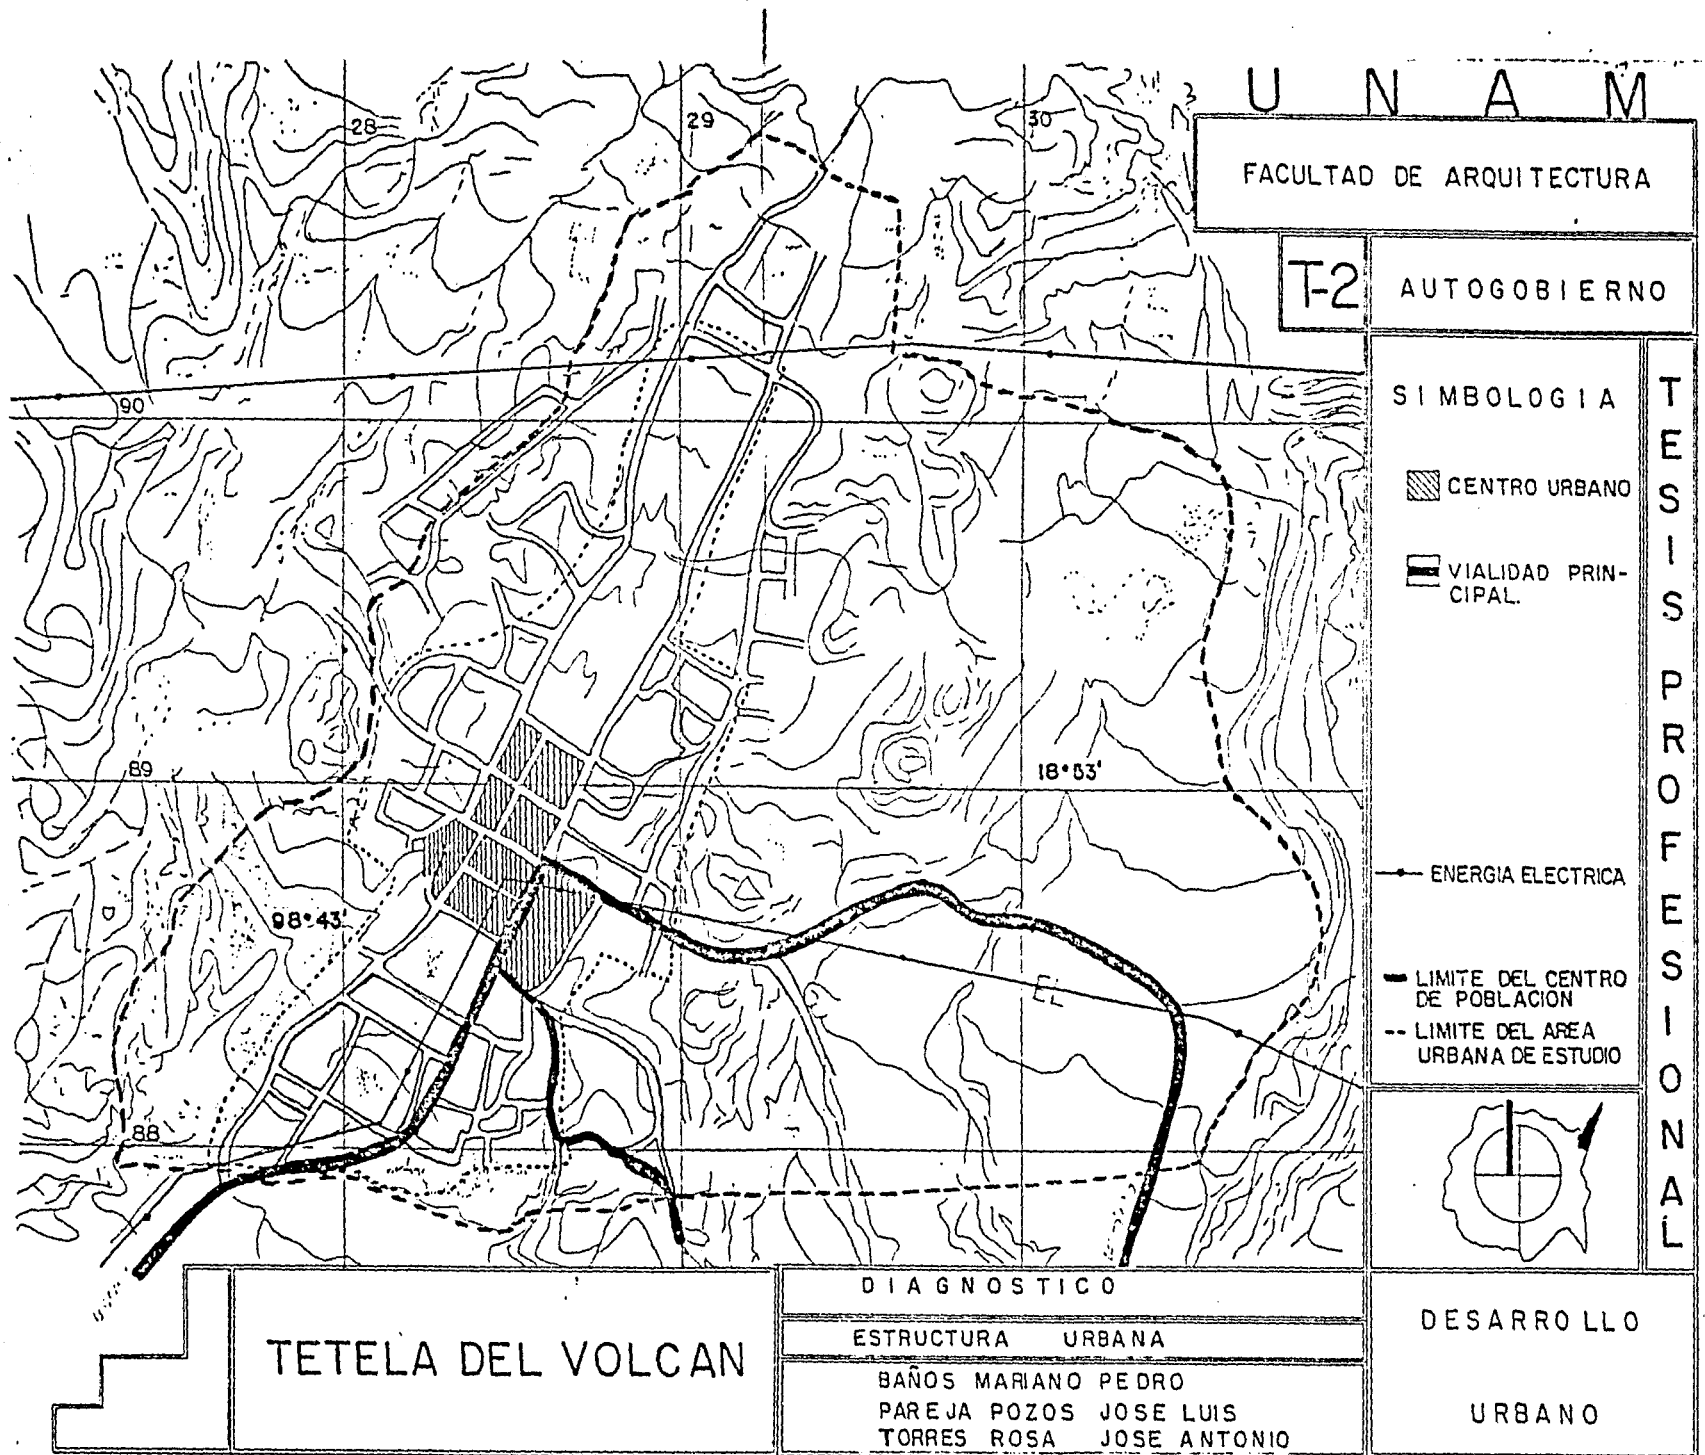 U N A M
FACULTAD DE ARQUITECTURA
T-2
AUTOGOBIERNO
TESIS PROFESIONAL
SIMBOLOGIA
CENTRO URBANO
VIALIDAD PRIN-
CIPAL.
ENERGIA ELECTRICA
LIMITE DEL CENTRO
DE POBLACION
LIMITE DEL AREA
URBANA DE ESTUDIO
28
29
30
90
89
18°53'
98°43'
EL
88
TETELA DEL VOLCAN
DIAGNOSTICO
ESTRUCTURA URBANA
BAÑOS MARIANO PEDRO
PAREJA POZOS JOSE LUIS
TORRES ROSA JOSE ANTONIO
DESARROLLO
URBANO